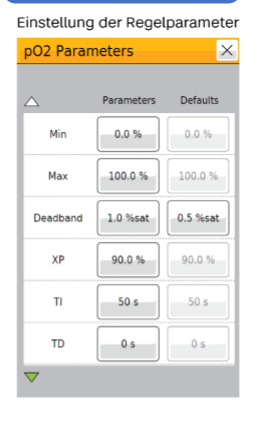 Einstellung der Regelparameter
pO2 Parameters
Parameters Defaults
Min 0.0 % 0.0 %
Max 100.0 % 100.0 %
Deadband 1.0 %sat 0.5 %sat
XP 90.0 % 90.0 %
TI 50 s 50 s
TD 0 s 0 s